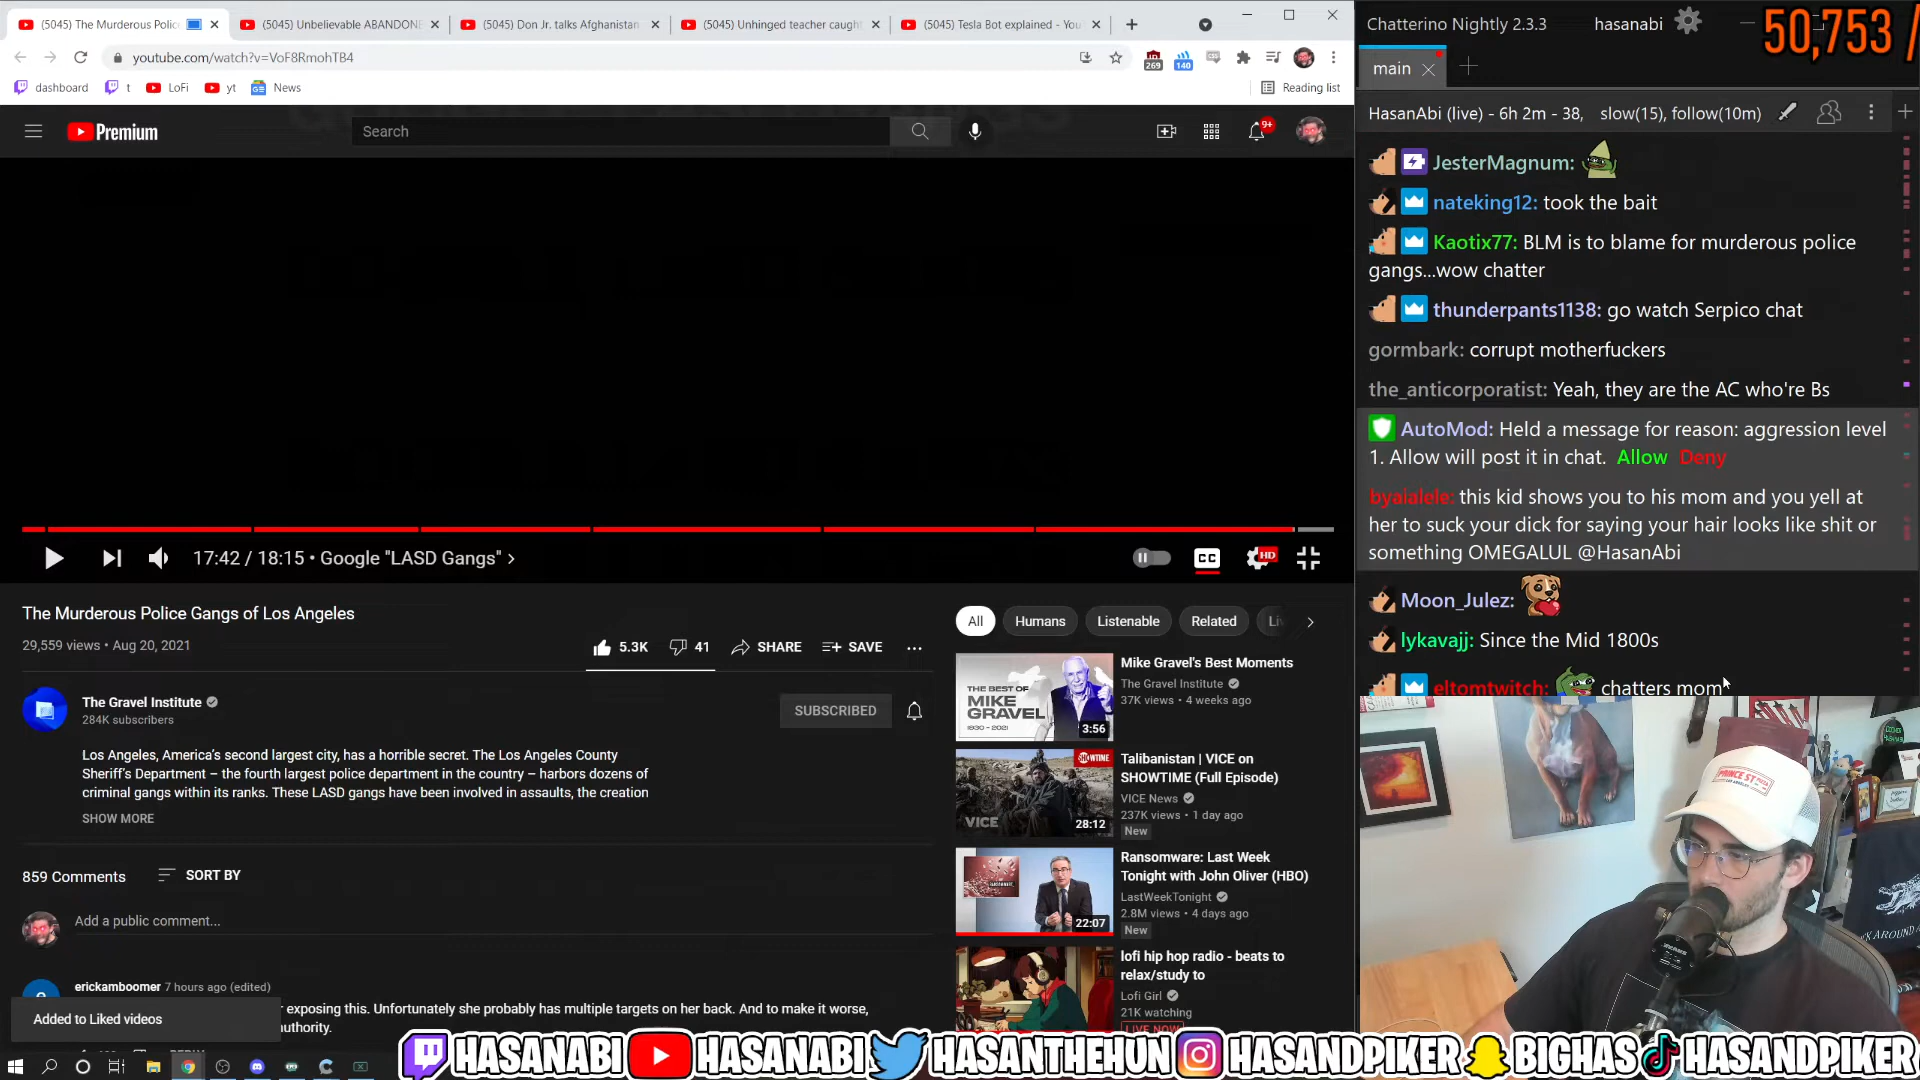 (5045) The Murderous Polic
(5045) Unbelievable ABANDONE
(5045) Don Jr. talks Afghanistan
(5045) Unhinged teacher caught
(5045) Tesla Bot explained - You
youtube.com/watch?v=VoF8RmohTB4
269
140
dashboard
t
LoFi
yt
News
Reading list
Premium
Search
9+
17:42 / 18:15 • Google "LASD Gangs"
CC
HD
The Murderous Police Gangs of Los Angeles
29,559 views • Aug 20, 2021
5.3K
41
SHARE
SAVE
The Gravel Institute
284K subscribers
SUBSCRIBED
Los Angeles, America's second largest city, has a horrible secret. The Los Angeles County
Sheriff's Department – the fourth largest police department in the country – harbors dozens of
criminal gangs within its ranks. These LASD gangs have been involved in assaults, the creation
SHOW MORE
859 Comments
SORT BY
Add a public comment...
erickamboomer 7 hours ago (edited)
exposing this. Unfortunately she probably has multiple targets on her back. And to make it worse,
uthority.
Added to Liked videos
All
Humans
Listenable
Related
Li
THE BEST OF
MIKE
GRAVEL
1930 - 2021
3:56
Mike Gravel's Best Moments
The Gravel Institute
37K views • 4 weeks ago
SHOWTIME
VICE
28:12
Talibanistan | VICE on
SHOWTIME (Full Episode)
VICE News
237K views • 1 day ago
New
22:07
Ransomware: Last Week
Tonight with John Oliver (HBO)
LastWeekTonight
2.8M views • 4 days ago
New
lofi hip hop radio - beats to
relax/study to
Lofi Girl
21K watching
LIVE NOW
Chatterino Nightly 2.3.3
hasanabi
50,753 /
main
HasanAbi (live) - 6h 2m - 38, slow(15), follow(10m)
JesterMagnum:
nateking12: took the bait
Kaotix77: BLM is to blame for murderous police
gangs...wow chatter
thunderpants1138: go watch Serpico chat
gormbark: corrupt motherfuckers
the_anticorporatist: Yeah, they are the AC who're Bs
AutoMod: Held a message for reason: aggression level
1. Allow will post it in chat. Allow Deny
byaialele: this kid shows you to his mom and you yell at
her to suck your dick for saying your hair looks like shit or
something OMEGALUL @HasanAbi
Moon_Julez:
lykavajj: Since the Mid 1800s
eltomtwitch: chatters mom
PRINCE ST
HASANABI
HASANABI
HASANTHEHUN
HASANDPIKER
BIGHAS
HASANDPIKER